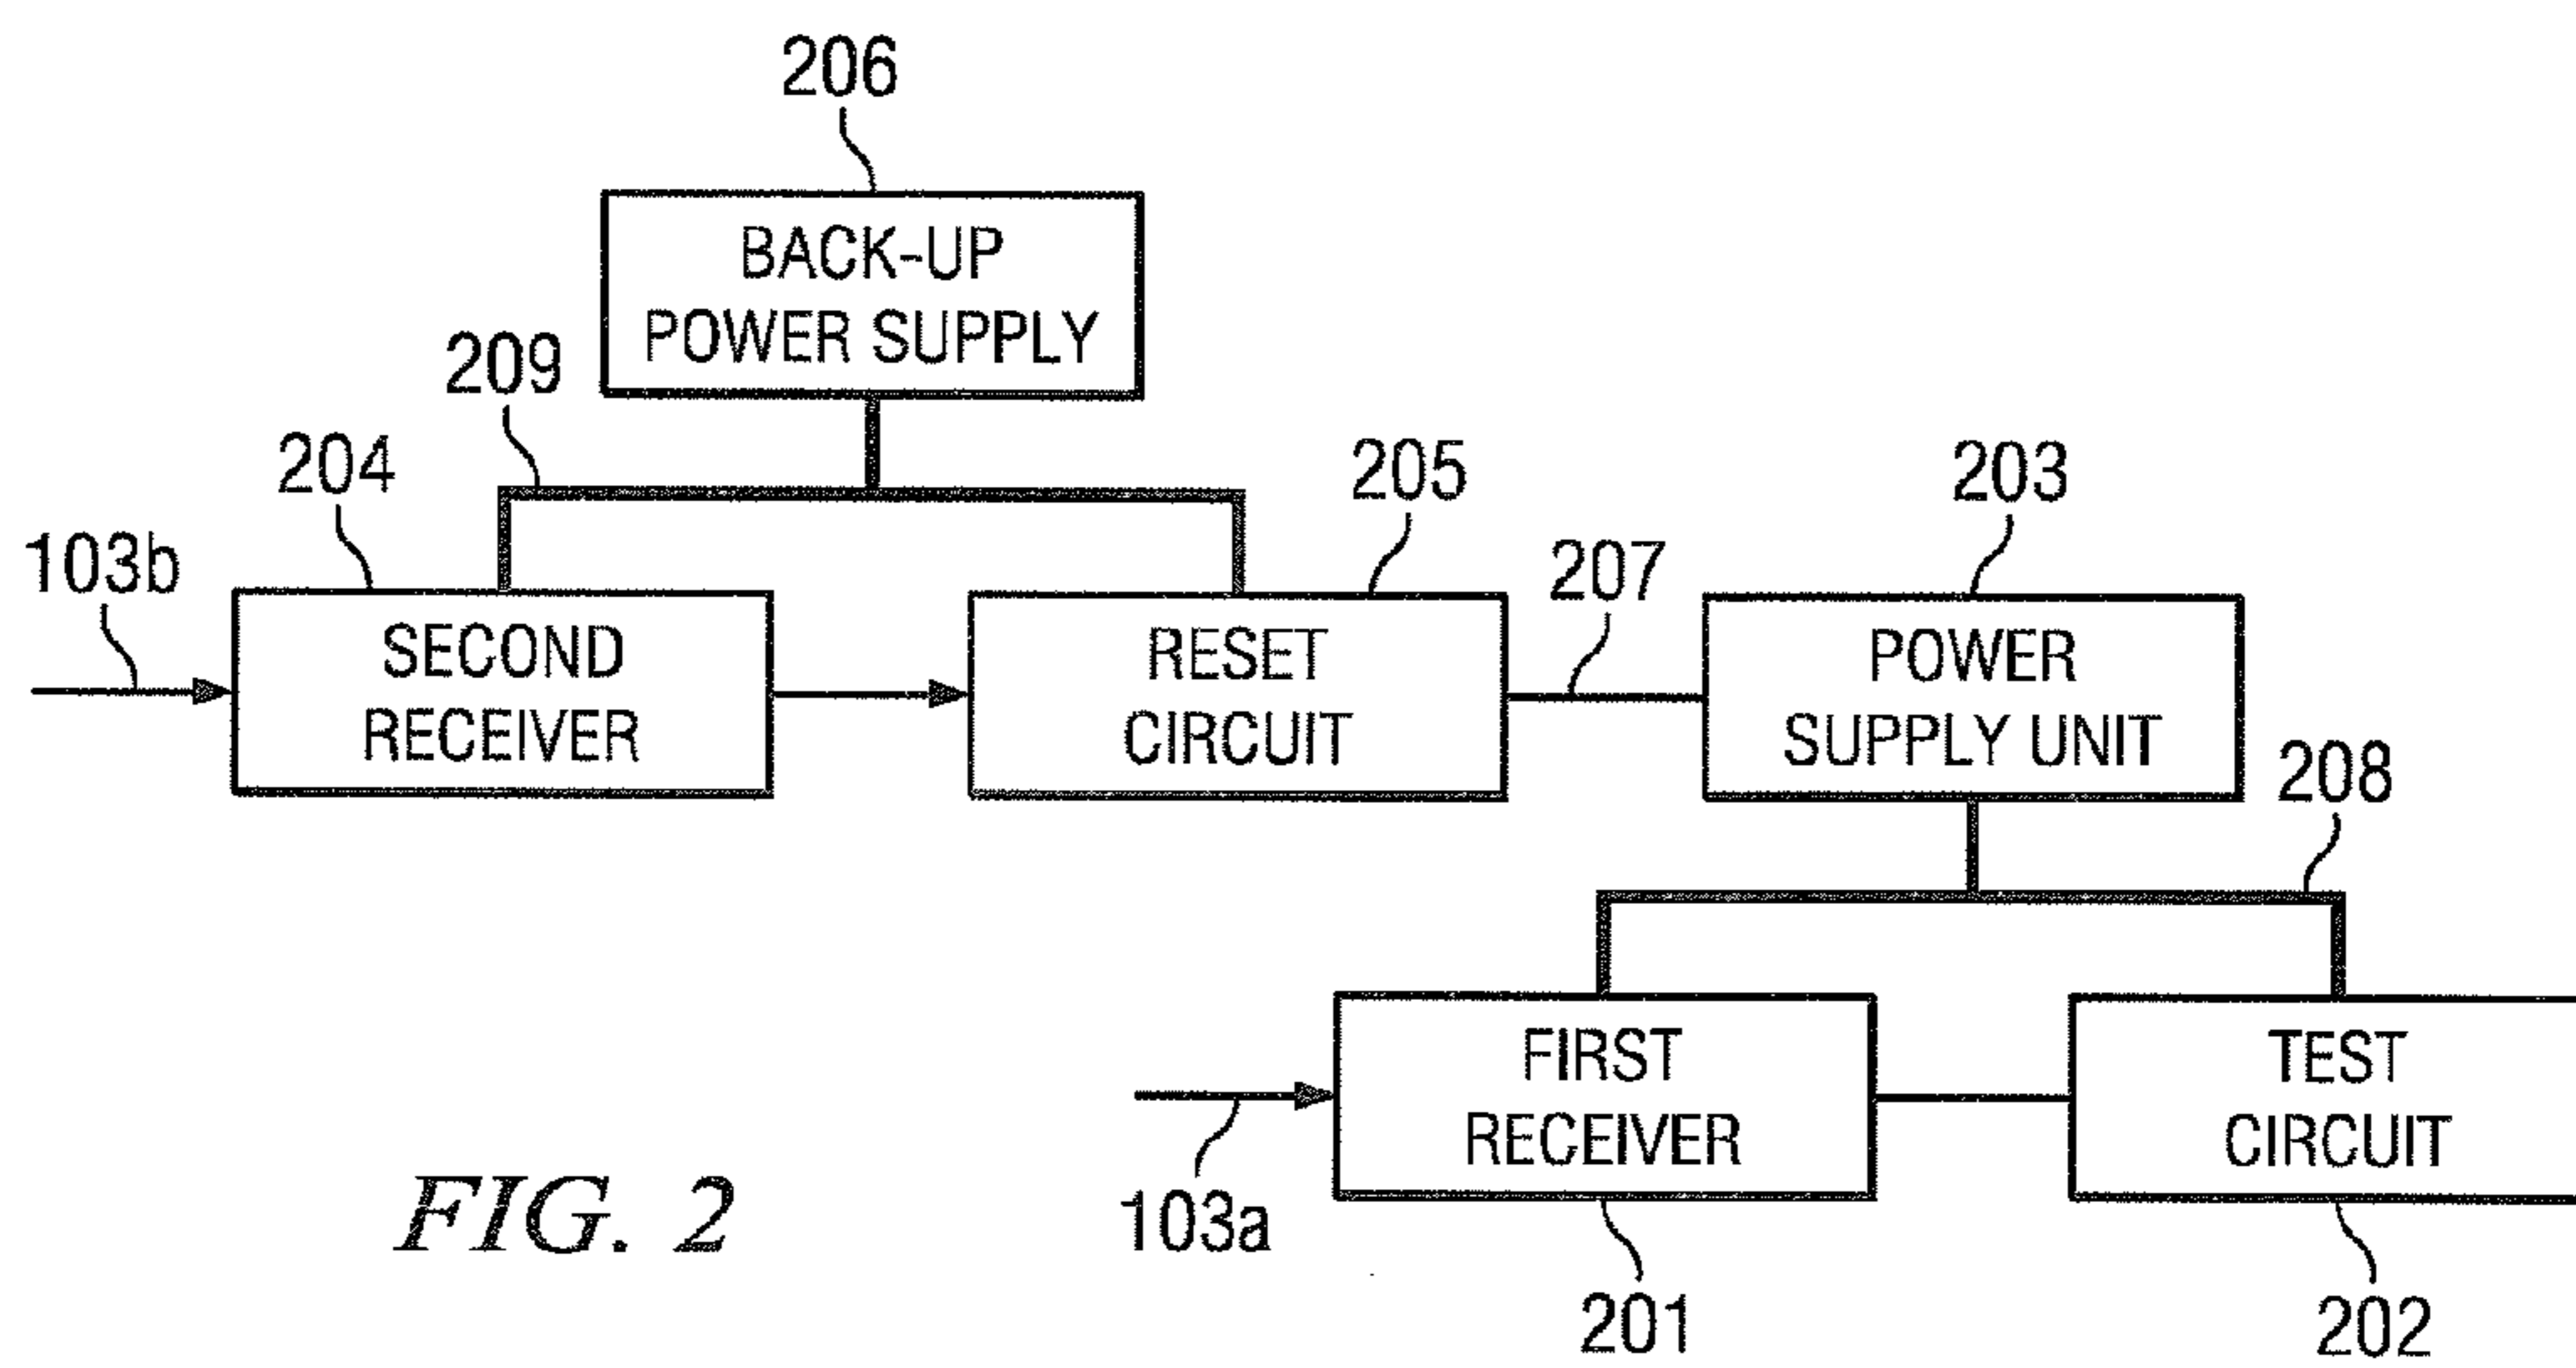 206
BACK-UP
POWER SUPPLY
209
204
205
203
103b
207
SECOND
RECEIVER
RESET
CIRCUIT
POWER
SUPPLY UNIT
208
FIRST
RECEIVER
TEST
CIRCUIT
103a
FIG. 2
201
202